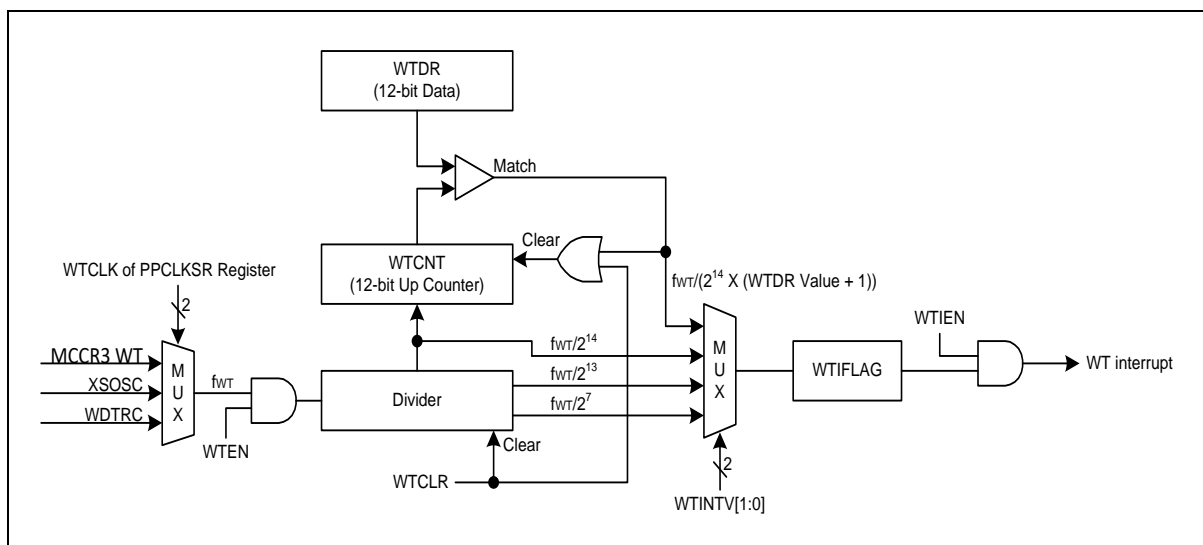 WTDR
(12-bit Data)
Match
Clear
WTCLK of PPCLKSR Register
WTCNT
(12-bit Up Counter)
2
fWT/(2^14 X (WTDR Value + 1))
MCCR3 WT
XSOSC
WDTRC
M
U
X
fWT
WTEN
Divider
fWT/2^14
fWT/2^13
fWT/2^7
M
U
X
WTIFLAG
WTIEN
WT interrupt
Clear
WTCLR
2
WTINTV[1:0]